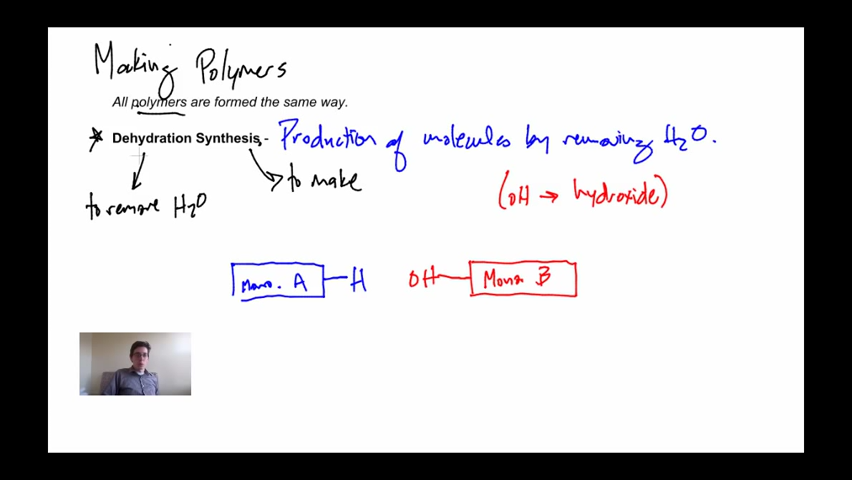 Making Polymers
All polymers are formed the same way.
Dehydration Synthesis, - Production of molecules by removing H₂O.
to make
to remove H₂O
(OH → hydroxide)
Mono. A — H OH — Mono. B